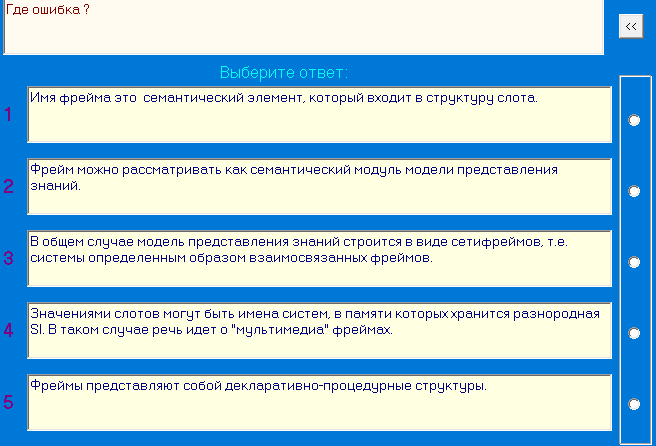 Где ошибка ?
<<
Выберите ответ:
1
Имя фрейма это семантический элемент, который входит в структуру слота.
2
Фрейм можно рассматривать как семантический модуль модели представления
знаний.
3
В общем случае модель представления знаний строится в виде сетифреймов, т.е.
системы определенным образом взаимосвязанных фреймов.
4
Значениями слотов могут быть имена систем, в памяти которых хранится разнородная
SI. В таком случае речь идет о "мультимедиа" фреймах.
5
Фреймы представляют собой декларативно-процедурные структуры.